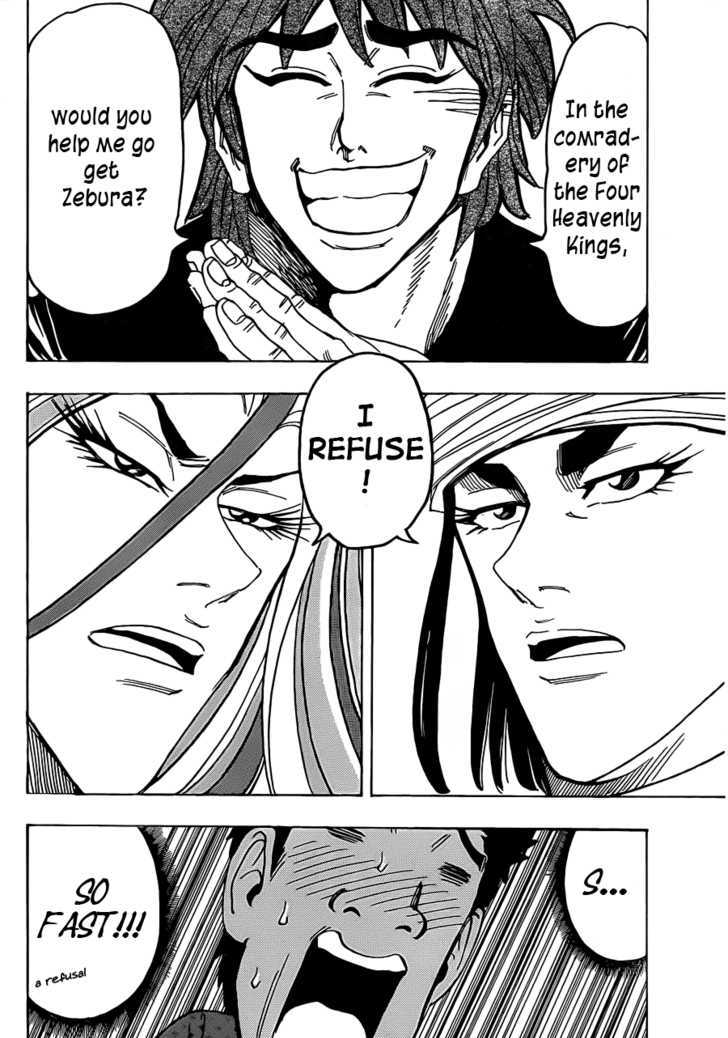 In the
comrad-
ery of
the Four
Heavenly
Kings,
would you
help me go
get
Zebura?
I
REFUSE
!
S...
SO
FAST!!!
a refusal